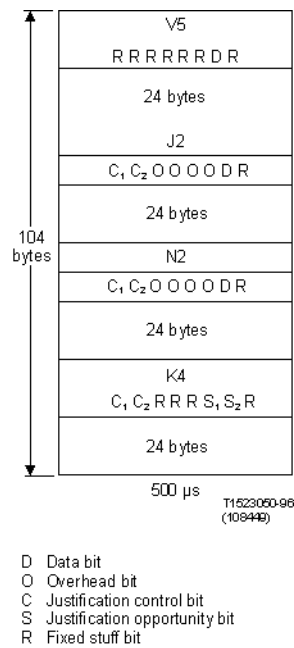 V5
R R R R R R D R
24 bytes
J2
C₁ C₂ O O O O D R
24 bytes
104
bytes
N2
C₁ C₂ O O O O D R
24 bytes
K4
C₁ C₂ R R R S₁ S₂ R
24 bytes
500 µs
T1523050-96
(108449)
D Data bit
O Overhead bit
C Justification control bit
S Justification opportunity bit
R Fixed stuff bit